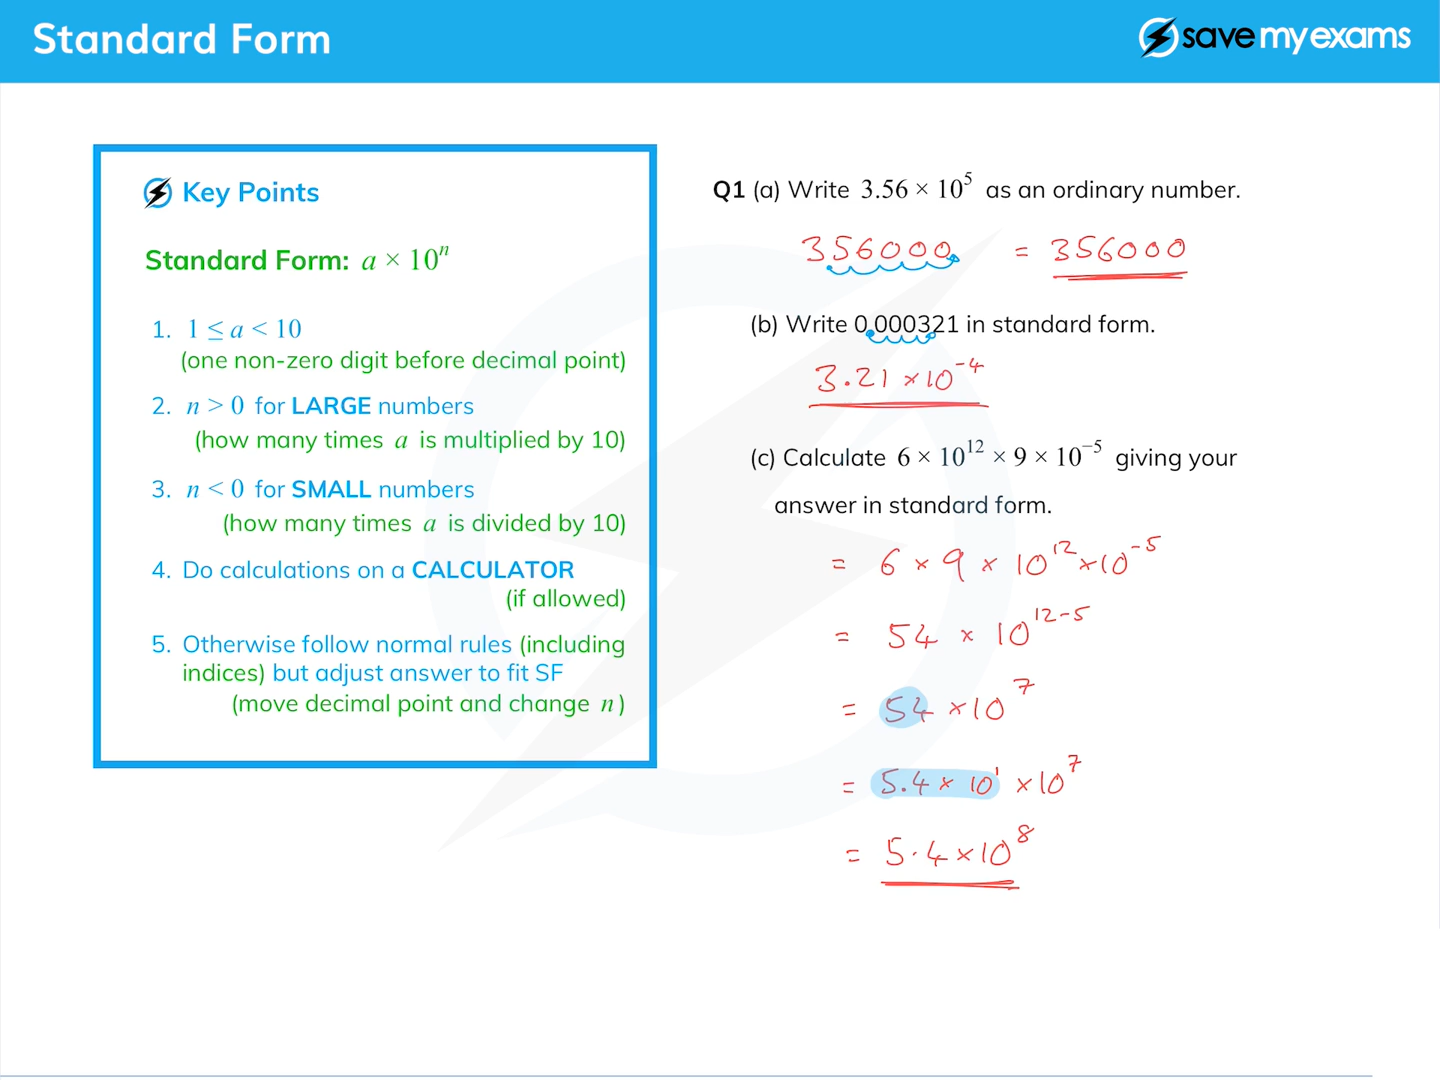 Standard Form
save my exams
Key Points
Standard Form: a × 10ⁿ
1. 1 ≤ a < 10
(one non-zero digit before decimal point)
2. n > 0 for LARGE numbers
(how many times a is multiplied by 10)
3. n < 0 for SMALL numbers
(how many times a is divided by 10)
4. Do calculations on a CALCULATOR
(if allowed)
5. Otherwise follow normal rules (including
indices) but adjust answer to fit SF
(move decimal point and change n)
Q1 (a) Write 3.56 × 10⁵ as an ordinary number.
356000. = 356000
(b) Write 0.000321 in standard form.
3.21 × 10⁻⁴
(c) Calculate 6 × 10¹² × 9 × 10⁻⁵ giving your
answer in standard form.
= 6 × 9 × 10¹² × 10⁻⁵
= 54 × 10¹²⁻⁵
= 54 × 10⁷
= 5.4 × 10¹ × 10⁷
= 5.4 × 10⁸